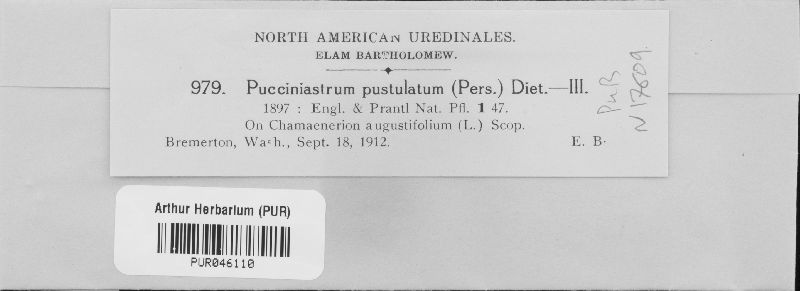 NORTH AMERICAN UREDINALES.
ELAM BARTHOLOMEW.
979. Pucciniastrum pustulatum (Pers.) Diet.—III.
1897 : Engl. & Prantl Nat. Pfl. 1 47.
On Chamaenerion augustifolium (L.) Scop.
Bremerton, Wash., Sept. 18, 1912. E. B.
PUR
N17609
Arthur Herbarium (PUR)
PUR046110